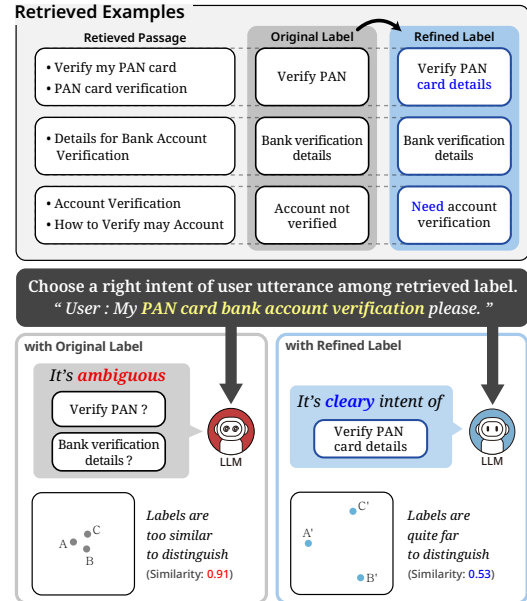 Retrieved Examples
Retieved Passage
Original Label
Refined Label
• Verify my PAN card
• PAN card verification
Verify PAN
Verify PAN
card details
• Details for Bank Account
Verification
Bank verification
details
Bank verification
details
• Account Verification
• How to Verify may Account
Account not
verified
Need account
verification
Choose a right intent of user utterance among retrieved label.
“ User : My PAN card bank account verification please. ”
with Original Label
It's ambiguous
Verify PAN ?
Bank verification
details ?
LLM
A
C
B
Labels are
too similar
to distinguish
(Similarity: 0.91)
with Refined Label
It's cleary intent of
Verify PAN
card details
LLM
C'
A'
B'
Labels are
quite far
to distinguish
(Similarity: 0.53)